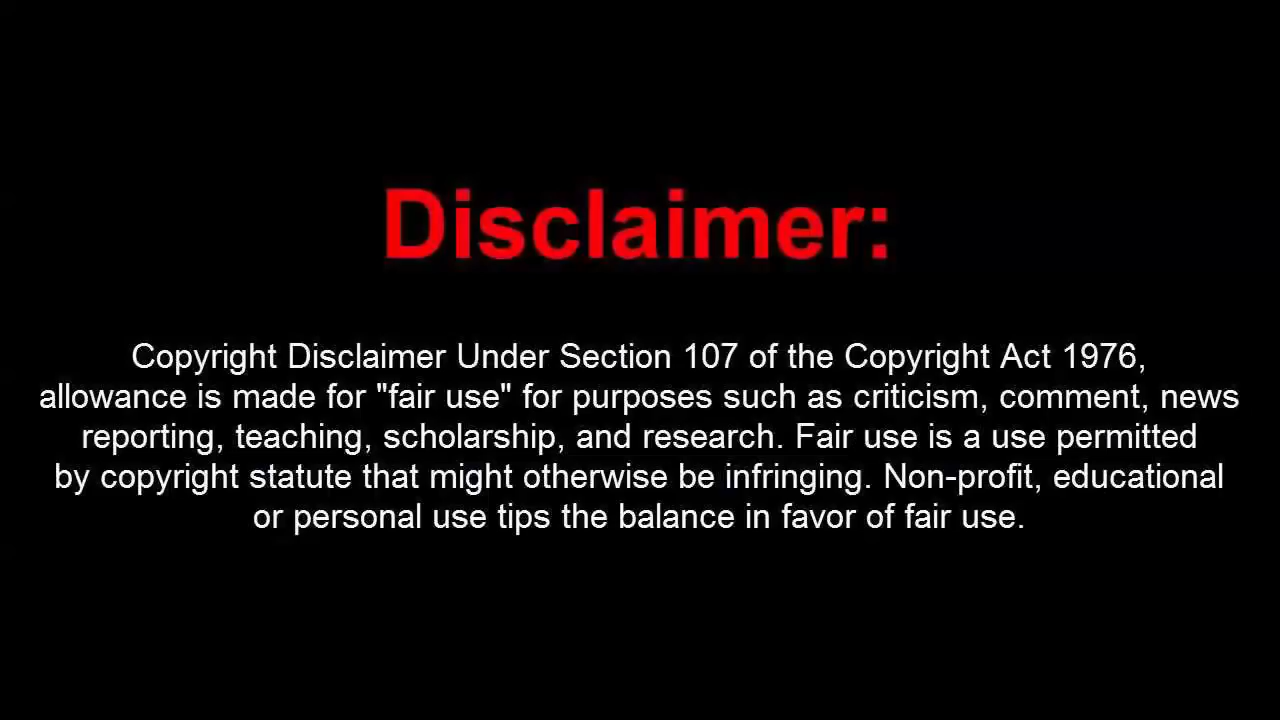 Disclaimer:
Copyright Disclaimer Under Section 107 of the Copyright Act 1976,
allowance is made for "fair use" for purposes such as criticism, comment, news
reporting, teaching, scholarship, and research. Fair use is a use permitted
by copyright statute that might otherwise be infringing. Non-profit, educational
or personal use tips the balance in favor of fair use.